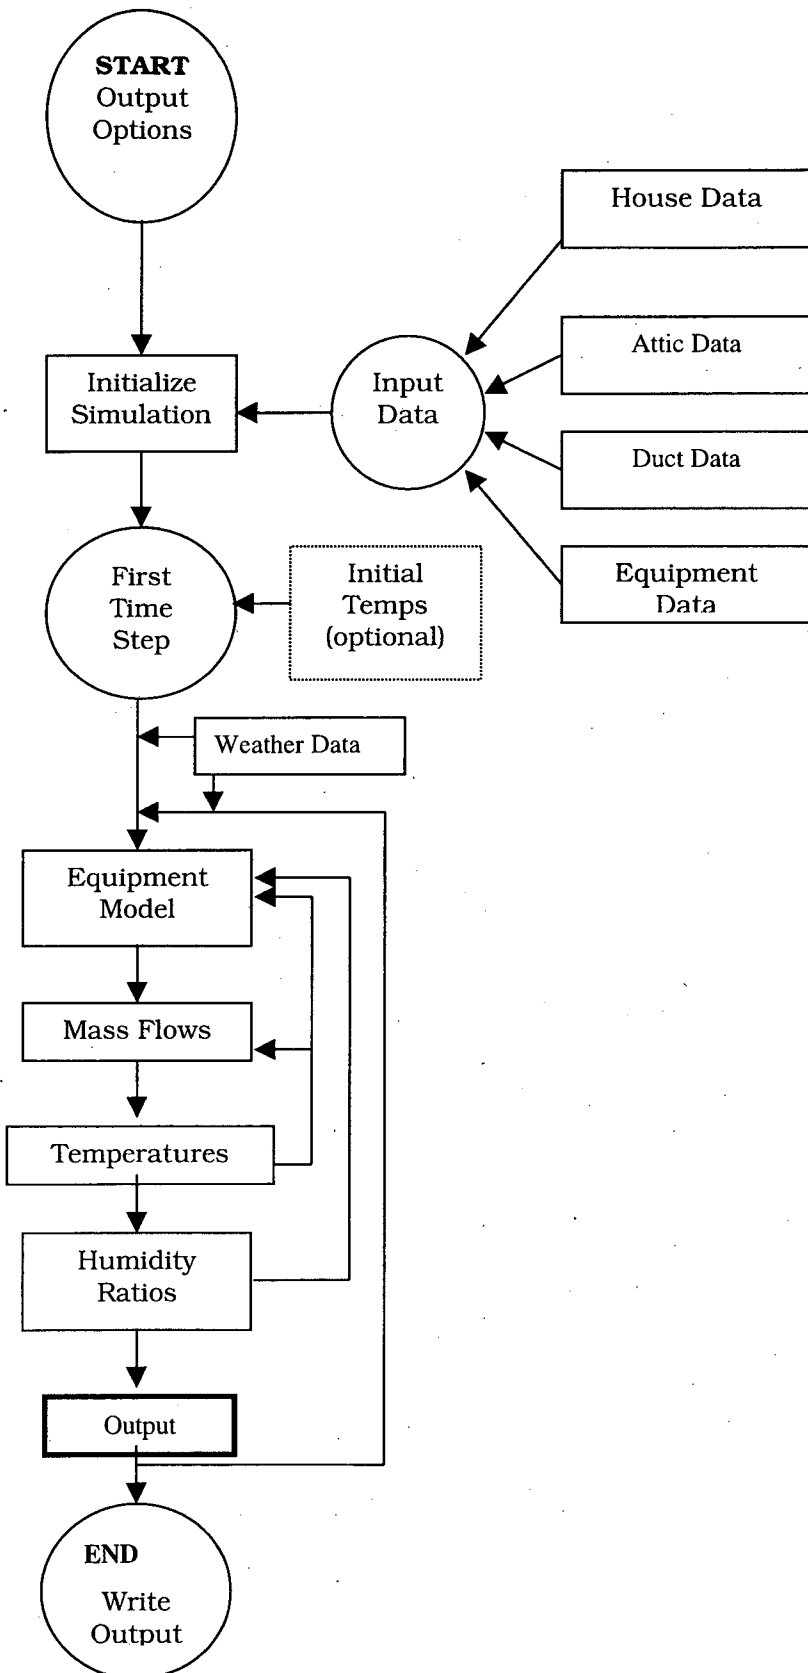 START
Output
Options
House Data
Attic Data
Initialize
Simulation
Input
Data
Duct Data
Equipment
Data
First
Time
Step
Initial
Temps
(optional)
Weather Data
Equipment
Model
Mass Flows
Temperatures
Humidity
Ratios
Output
END
Write
Output